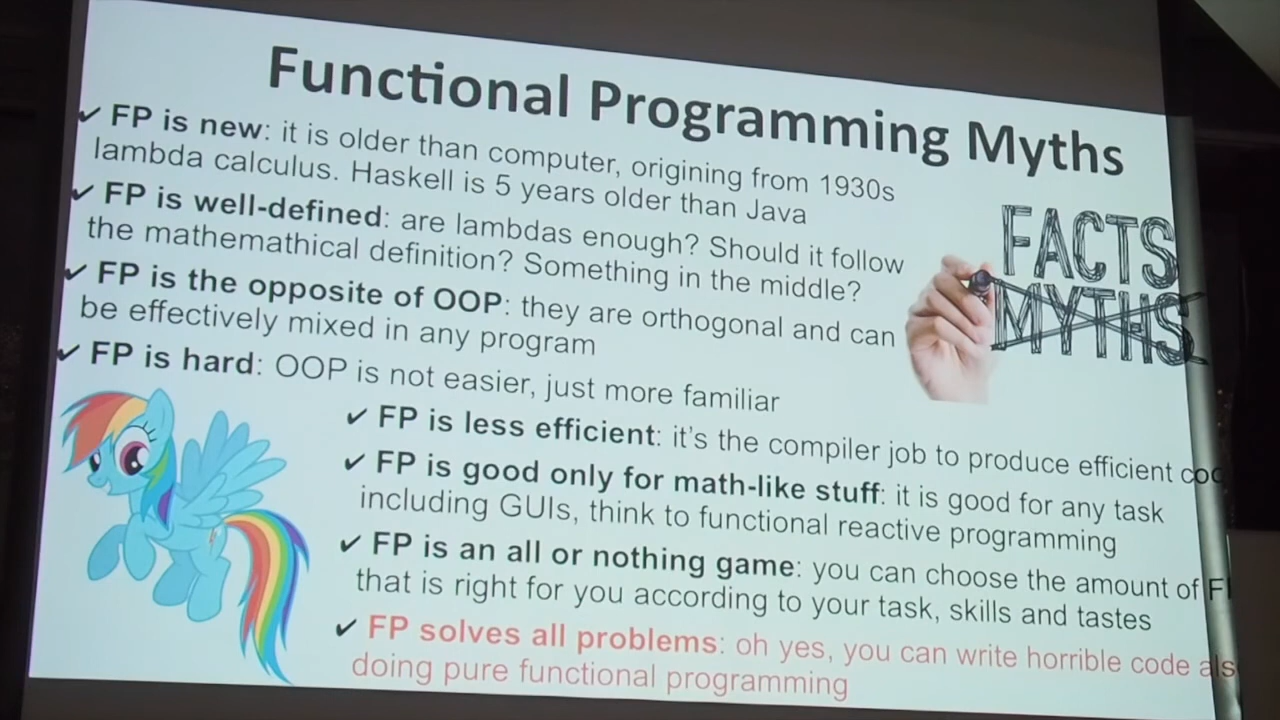 Functional Programming Myths
✔ FP is new: it is older than computer, origining from 1930s
lambda calculus. Haskell is 5 years older than Java
✔ FP is well-defined: are lambdas enough? Should it follow
the mathemathical definition? Something in the middle?
✔ FP is the opposite of OOP: they are orthogonal and can
be effectively mixed in any program
✔ FP is hard: OOP is not easier, just more familiar
FACTS
MYTHS
✔ FP is less efficient: it's the compiler job to produce efficient
✔ FP is good only for math-like stuff: it is good for any task
including GUIs, think to functional reactive programming
✔ FP is an all or nothing game: you can choose the amount of
that is right for you according to your task, skills and tastes
✔ FP solves all problems: oh yes, you can write horrible code
doing pure functional programming